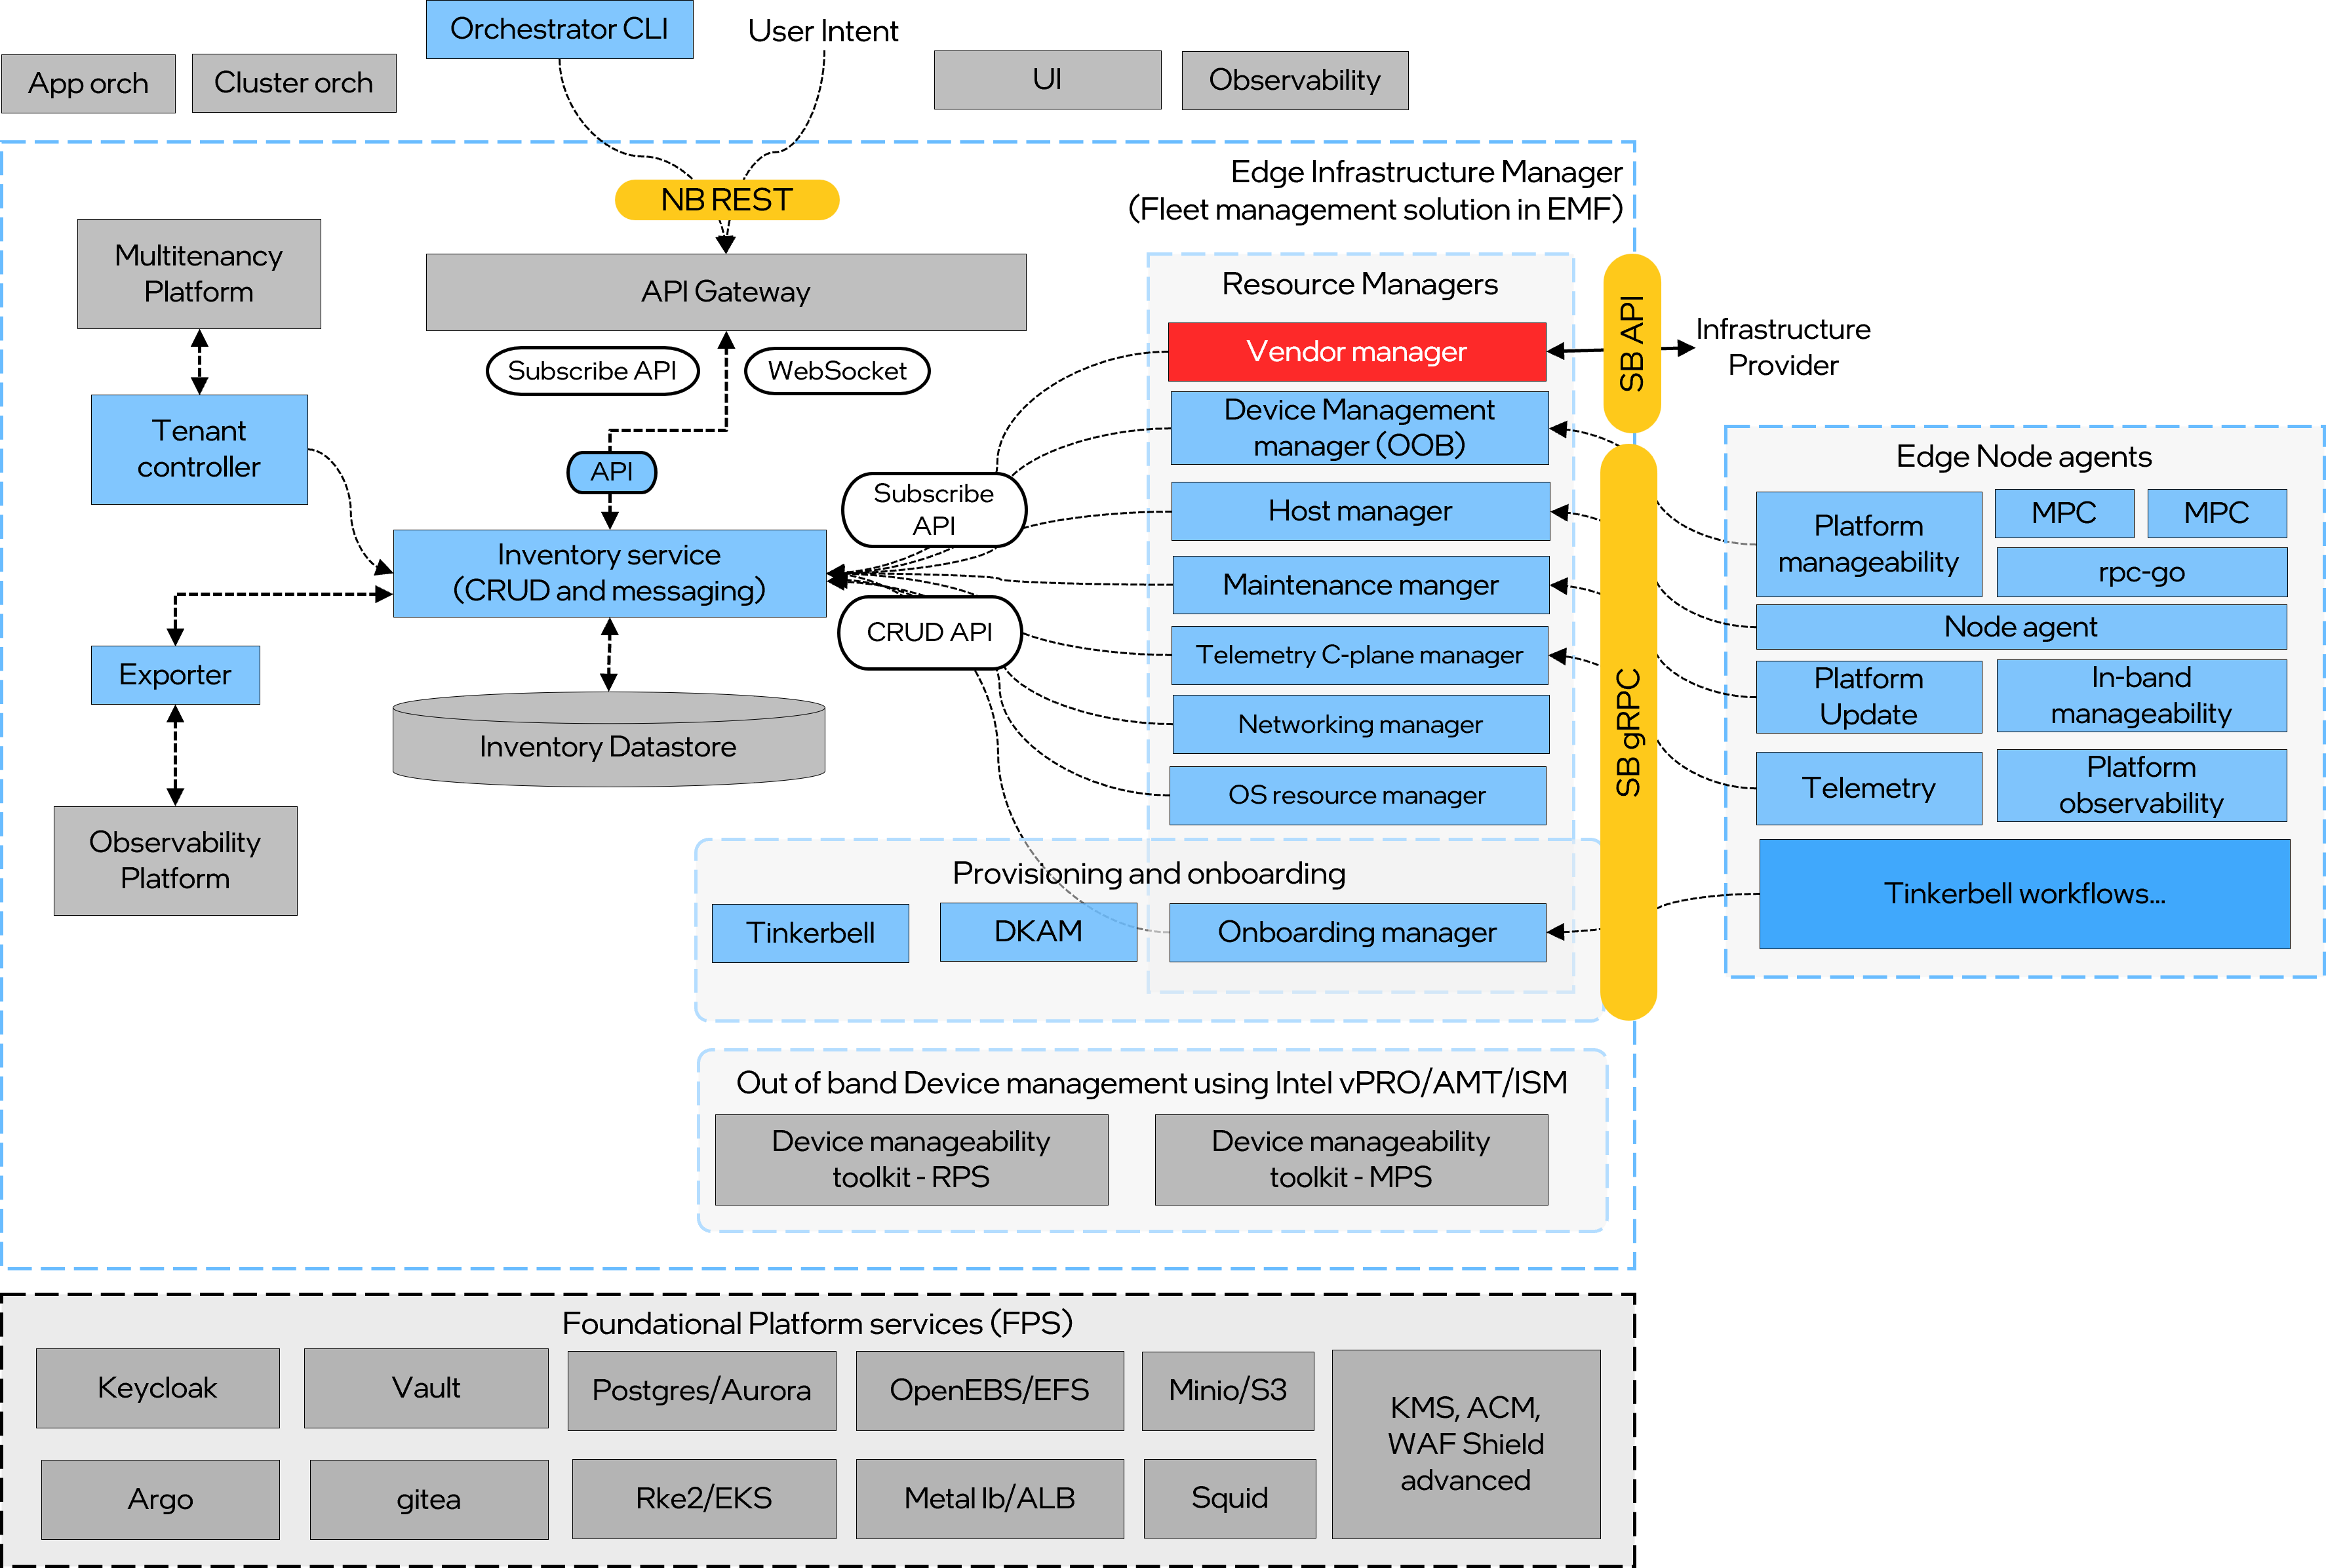 Orchestrator CLI
User Intent
App orch
Cluster orch
UI
Observability
NB REST
Edge Infrastructure Manager
(Fleet management solution in EMF)
Multitenancy
Platform
API Gateway
Subscribe API
WebSocket
Tenant
controller
API
Inventory service
(CRUD and messaging)
Exporter
Inventory Datastore
Observability
Platform
Subscribe
API
CRUD API
Resource Managers
Vendor manager
Device Management
manager (OOB)
Host manager
Maintenance manger
Telemetry C-plane manager
Networking manager
OS resource manager
SB API
Infrastructure
Provider
SB gRPC
Edge Node agents
Platform
manageability
MPC
MPC
rpc-go
Node agent
Platform
Update
In-band
manageability
Telemetry
Platform
observability
Tinkerbell workflows...
Provisioning and onboarding
Tinkerbell
DKAM
Onboarding manager
Out of band Device management using Intel vPRO/AMT/ISM
Device manageability
toolkit - RPS
Device manageability
toolkit - MPS
Foundational Platform services (FPS)
Keycloak
Vault
Postgres/Aurora
OpenEBS/EFS
Minio/S3
KMS, ACM,
WAF Shield
advanced
Argo
gitea
Rke2/EKS
Metal lb/ALB
Squid